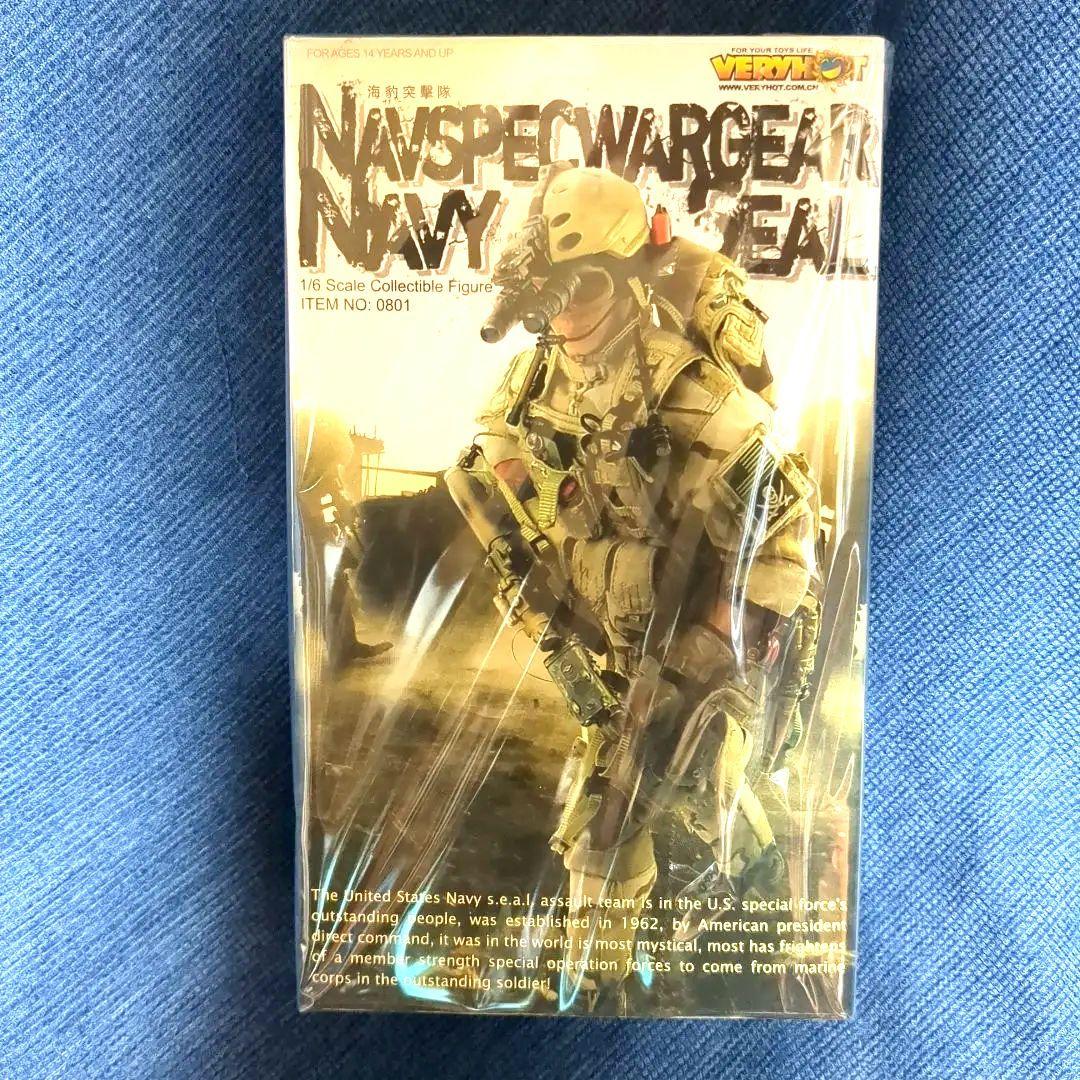 FOR AGES 14 YEARS AND UP
FOR YOUR TOYS LIFE
VERYHOT
WWW.VERYHOT.COM.CN
海豹突擊隊
NAVSPECWARGEAR
NAVY EAL
1/6 Scale Collectible Figure
ITEM NO: 0801
The United States Navy s.e.a.l. assault team is in the U.S. special force's
outstanding people, was established in 1962, by American president
direct command, it was in the world is most mystical, most has frightens
of a member strength special operation forces to come from marine
corps in the outstanding soldier!